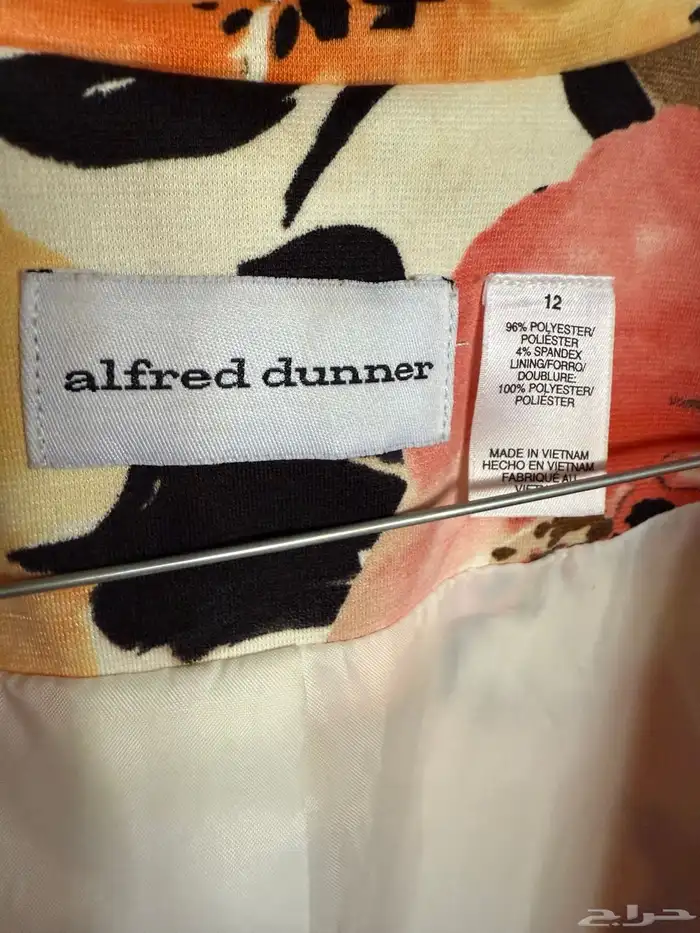 alfred dunner
12
96% POLYESTER/
POLIÉSTER
4% SPANDEX
LINING/FORRO/
DOUBLURE:
100% POLYESTER/
POLIÉSTER
MADE IN VIETNAM
HECHO EN VIETNAM
FABRIQUÉ AU
حراج